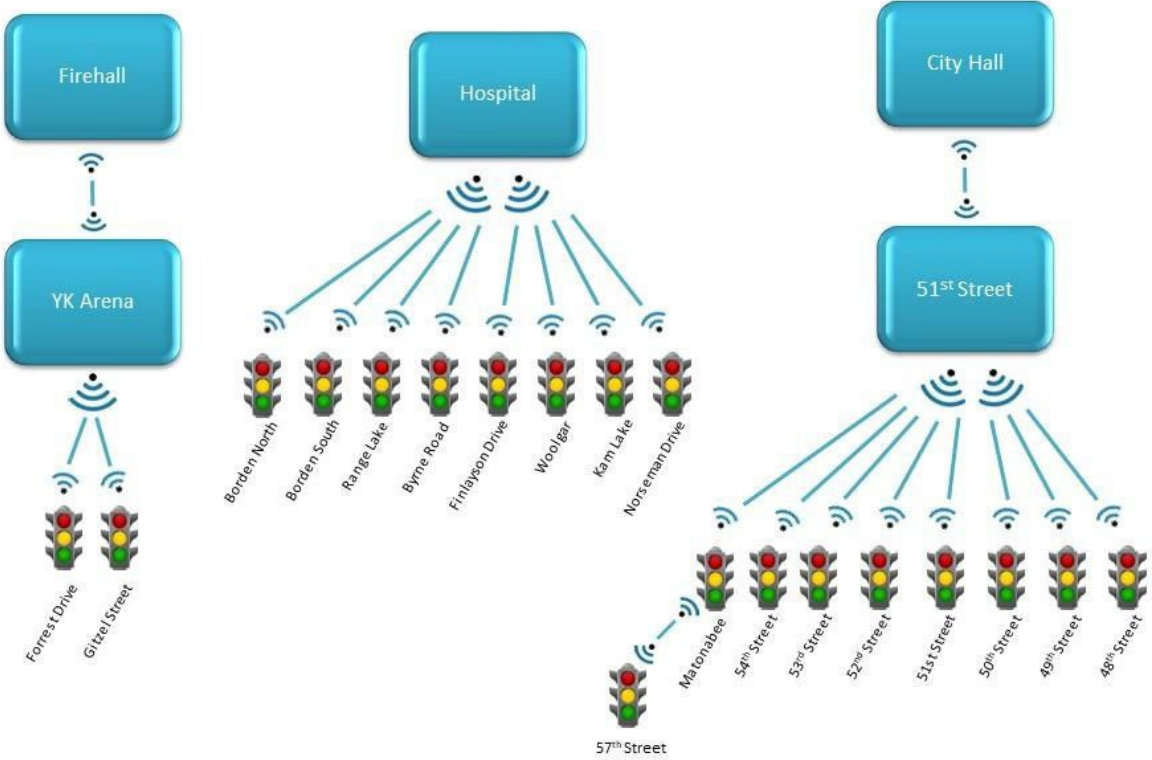 Firehall
Hospital
City Hall
YK Arena
51st Street
Borden North
Borden South
Range Lake
Byrne Road
Finlayson Drive
Woolgar
Kam Lake
Norseman Drive
Forrest Drive
Gitzel Street
Matonabee
54th Street
53rd Street
52nd Street
51st Street
50th Street
49th Street
48th Street
57th Street